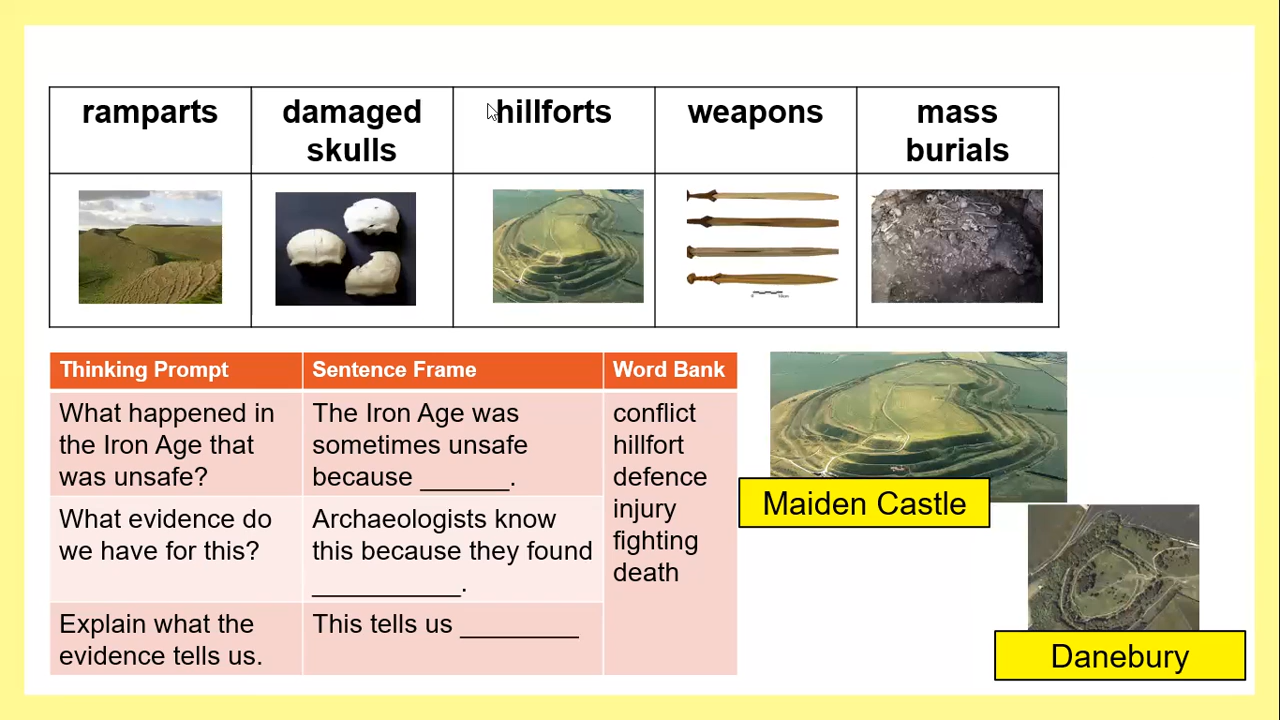 ramparts
damaged
skulls
hillforts
weapons
mass
burials
Thinking Prompt
Sentence Frame
Word Bank
What happened in
the Iron Age that
was unsafe?
The Iron Age was
sometimes unsafe
because ______.
conflict
hillfort
defence
injury
fighting
death
What evidence do
we have for this?
Archaeologists know
this because they found
__________.
Explain what the
evidence tells us.
This tells us ________
Maiden Castle
Danebury